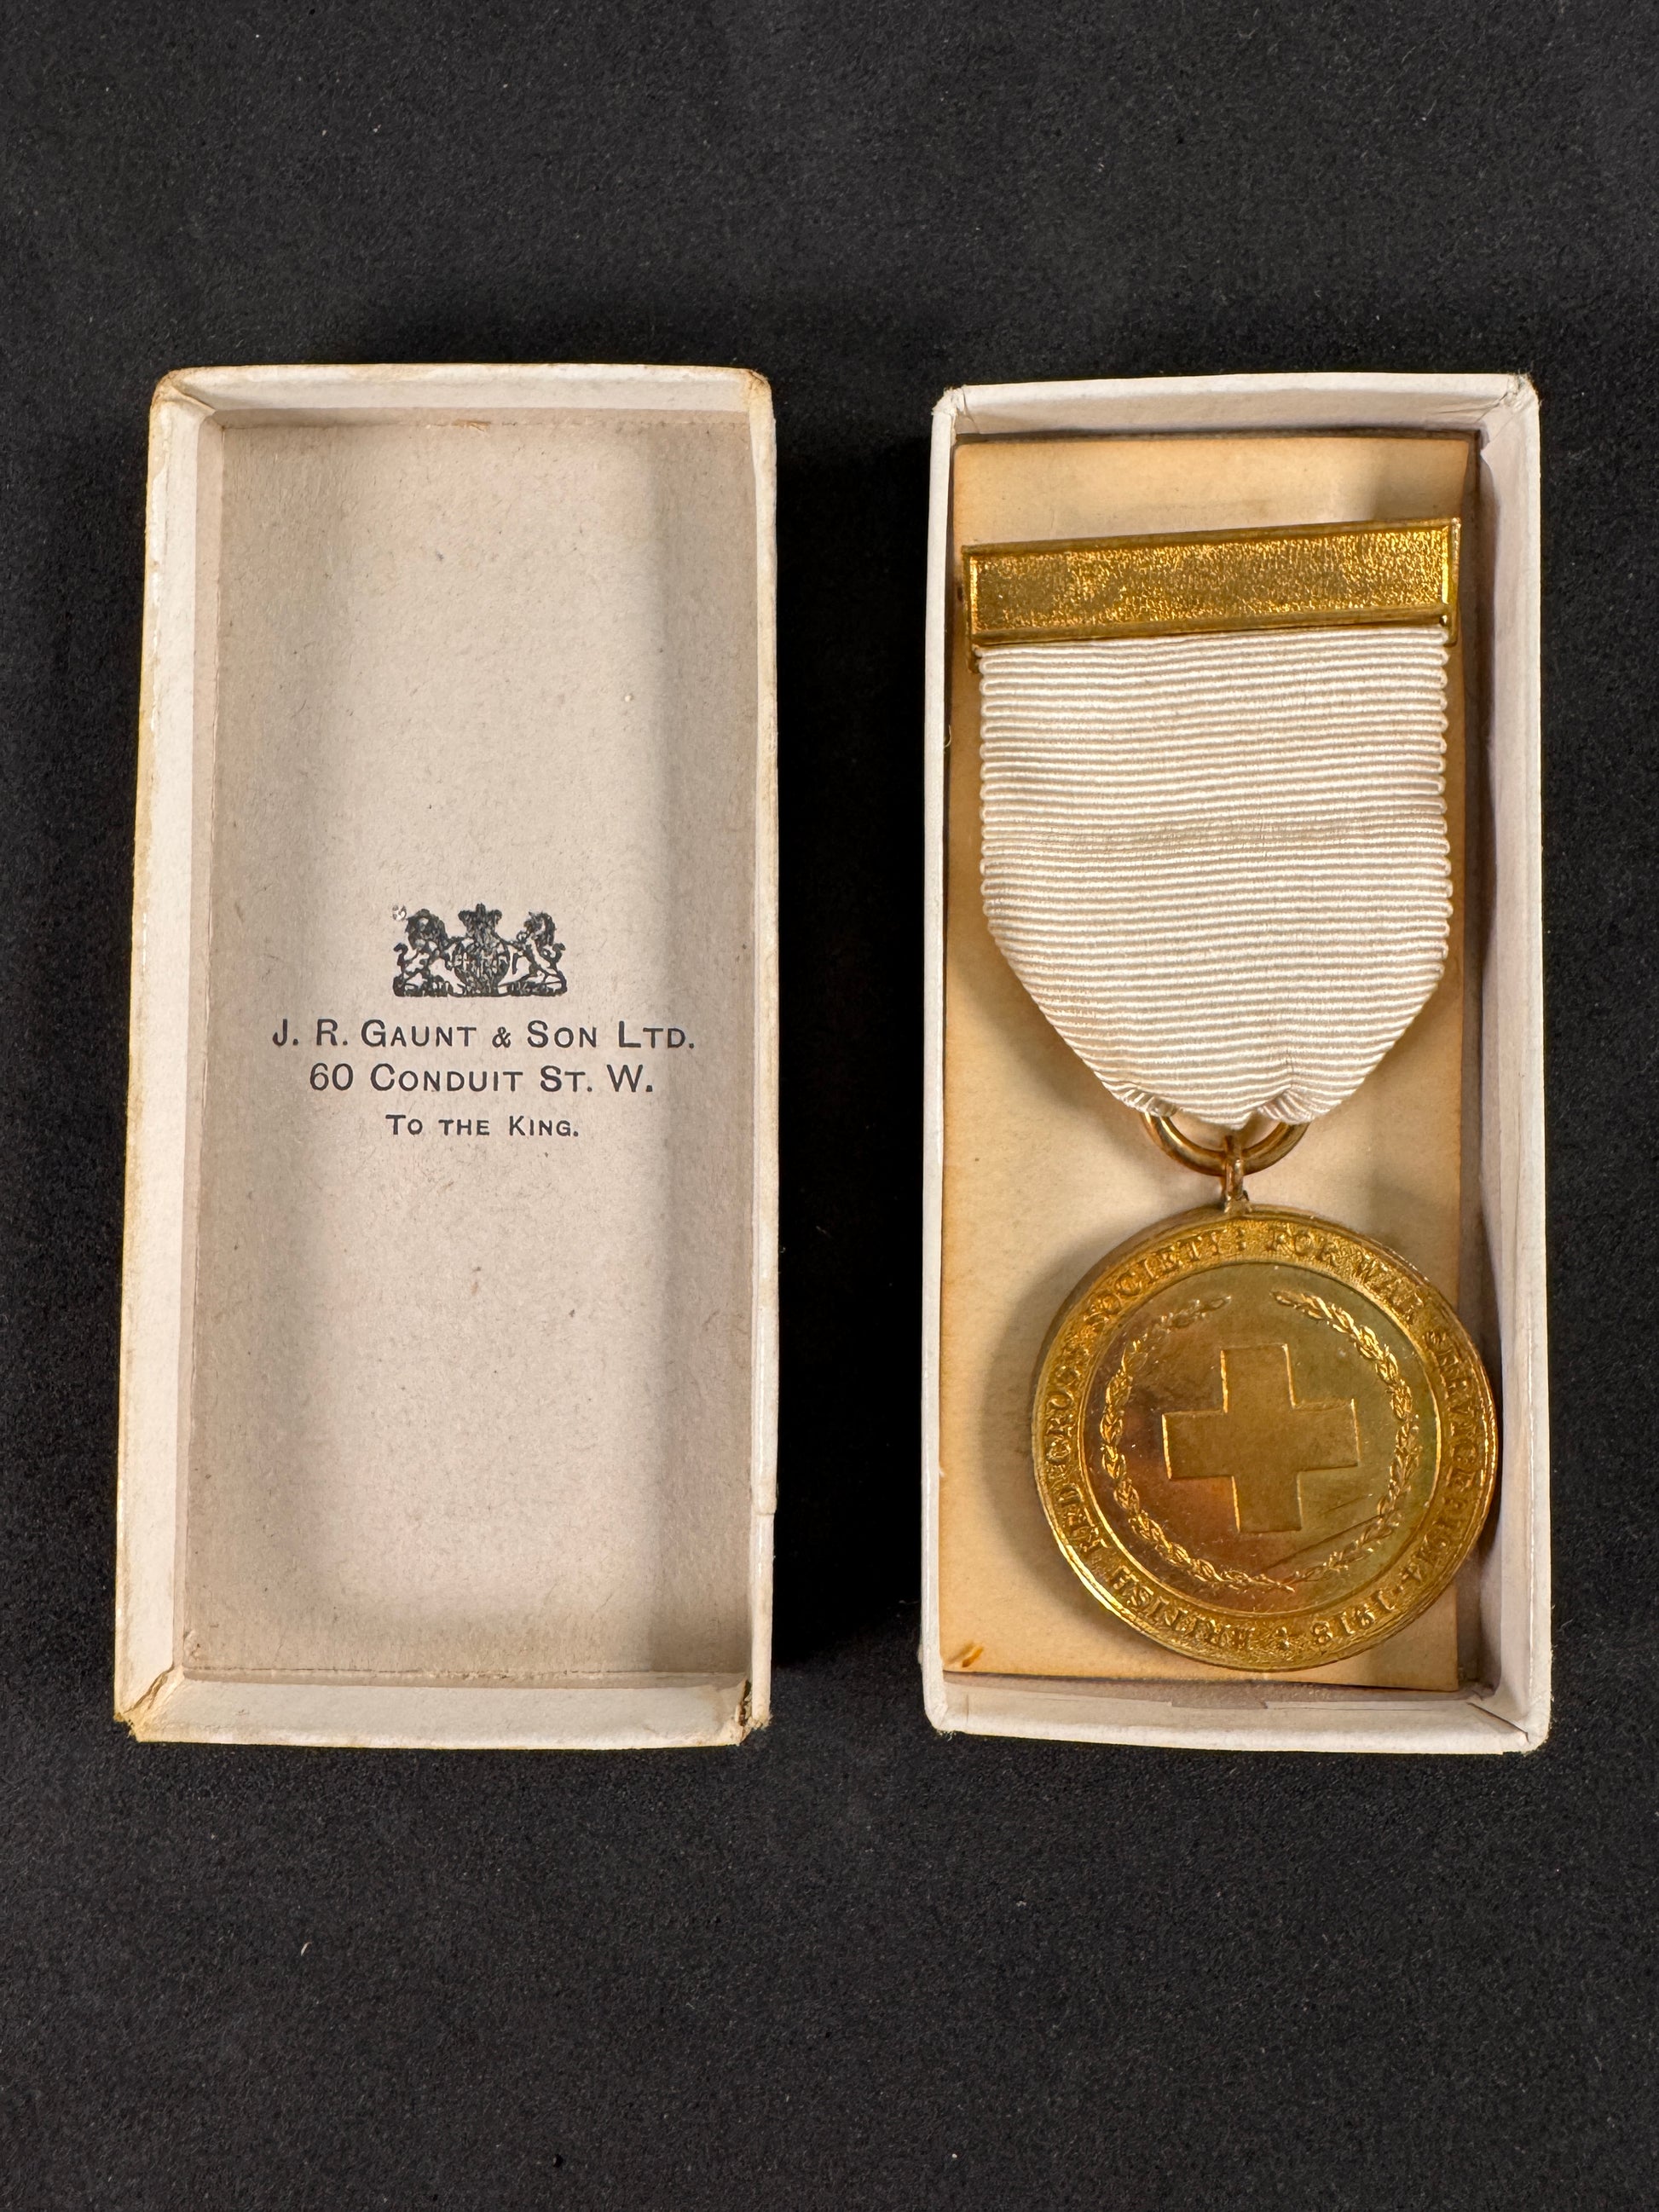 J. R. GAUNT & SON LTD.
60 CONDUIT ST. W.
TO THE KING.
BRITISH RED CROSS SOCIETY : FOR WAR SERVICE 1914·1918 :